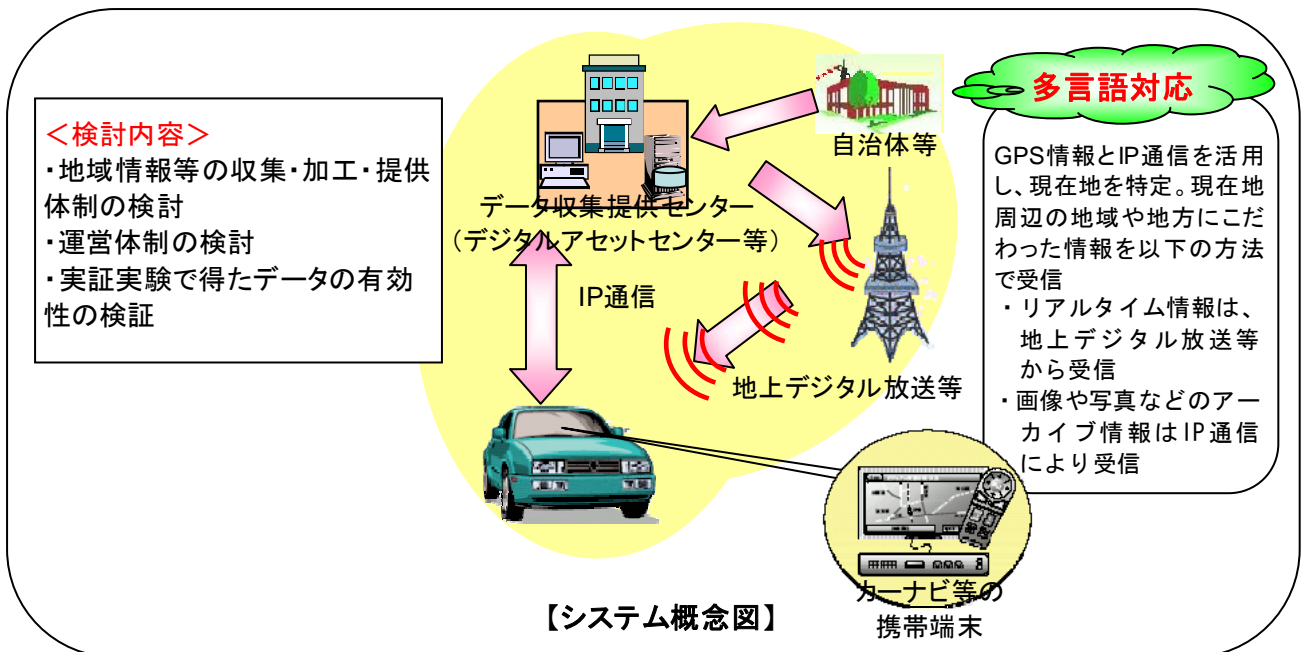 <検討内容>
・地域情報等の収集・加工・提供
体制の検討
・運営体制の検討
・実証実験で得たデータの有効
性の検証
自治体等
データ収集提供センター
（デジタルアセットセンター等）
IP通信
地上デジタル放送等
多言語対応
GPS情報とIP通信を活用
し、現在地を特定。現在地
周辺の地域や地方にこだ
わった情報を以下の方法
で受信
・リアルタイム情報は、
地上デジタル放送等
から受信
・画像や写真などのアー
カイブ情報はIP通信
により受信
カーナビ等の
携帯端末
【システム概念図】